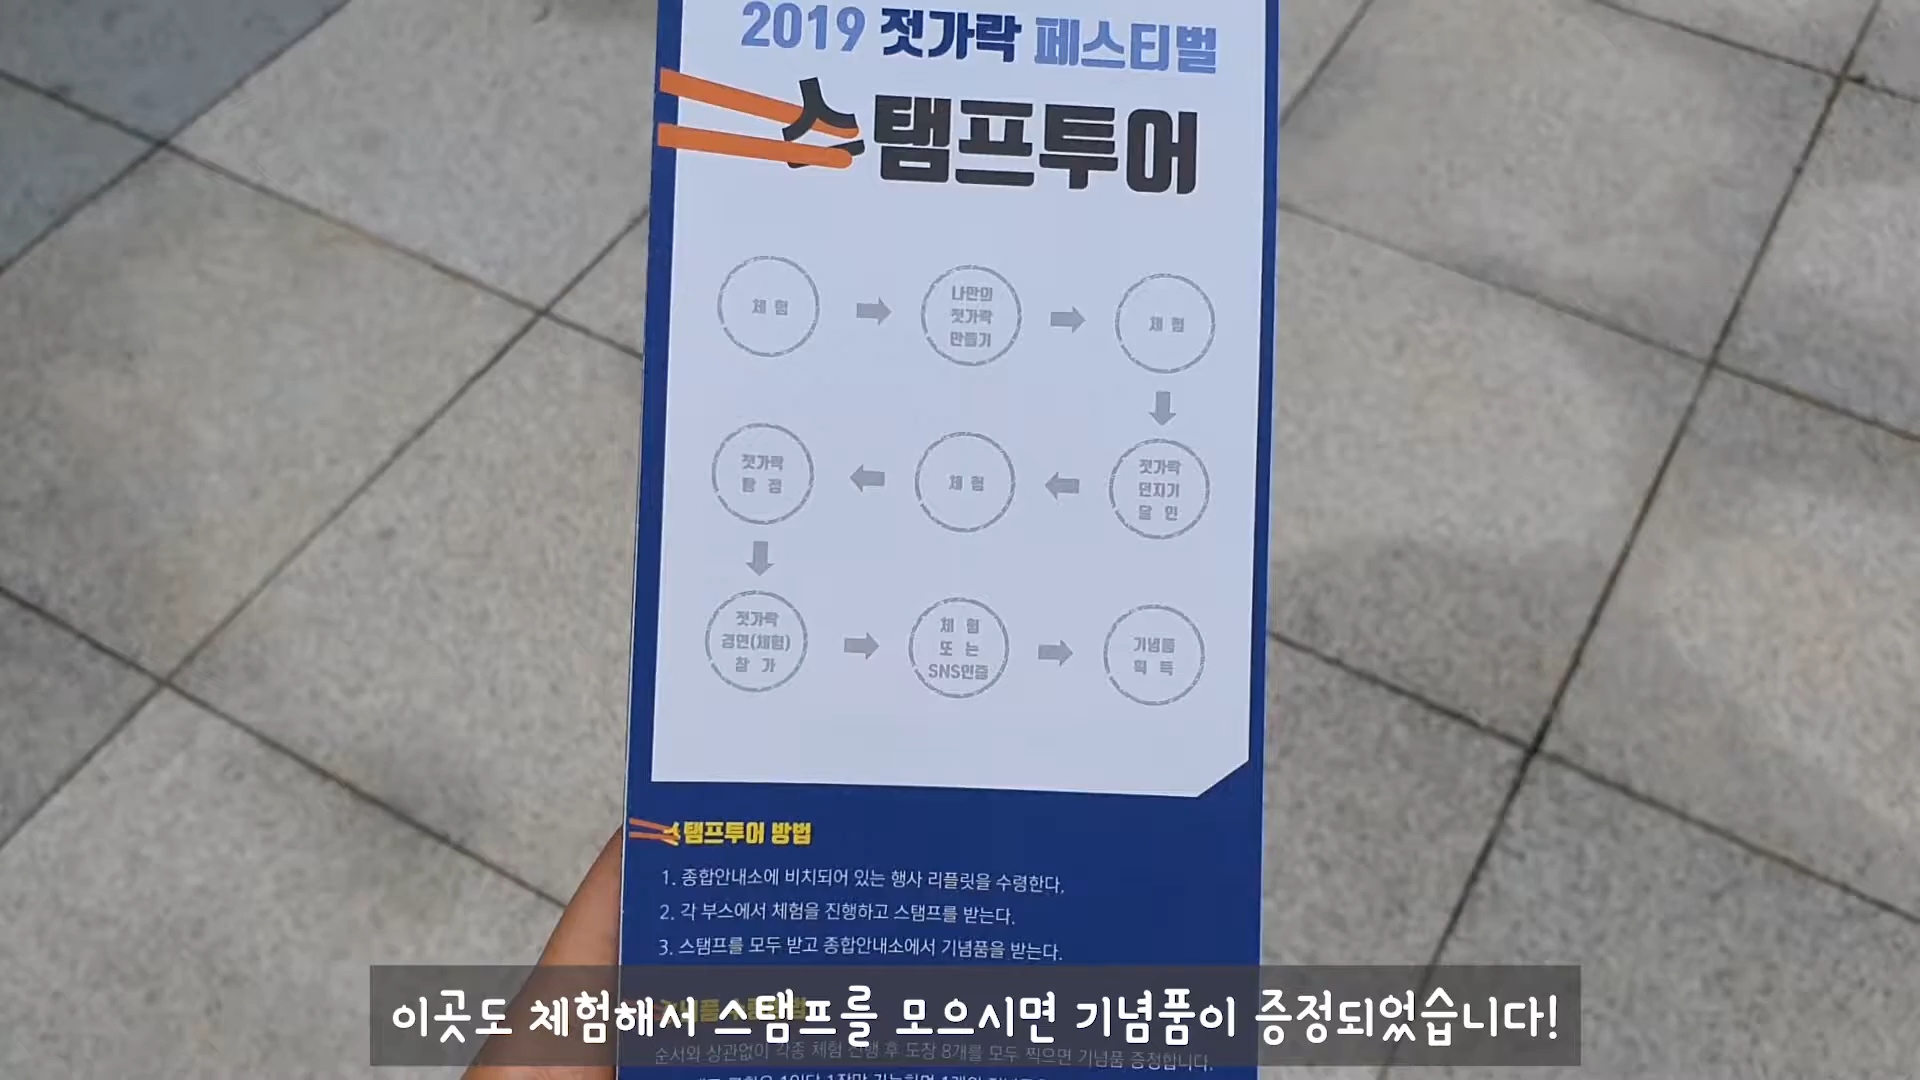 2019 젓가락 페스티벌
스탬프투어
체 험
나만의
젓가락
만들기
체 험
젓가락
탐 정
체 험
젓가락
던지기
달 인
젓가락
경연(체험)
참 가
체 험
또 는
SNS인증
기념품
획 득
스탬프투어 방법
1. 종합안내소에 비치되어 있는 행사 리플릿을 수령한다.
2. 각 부스에서 체험을 진행하고 스탬프를 받는다.
3. 스탬프를 모두 받고 종합안내소에서 기념품을 받는다.
이곳도 체험해서 스탬프를 모으시면 기념품이 증정되었습니다!
순서와 상관없이 각종 체험 진행 후 도장 8개를 모두 찍으면 기념품 증정합니다.